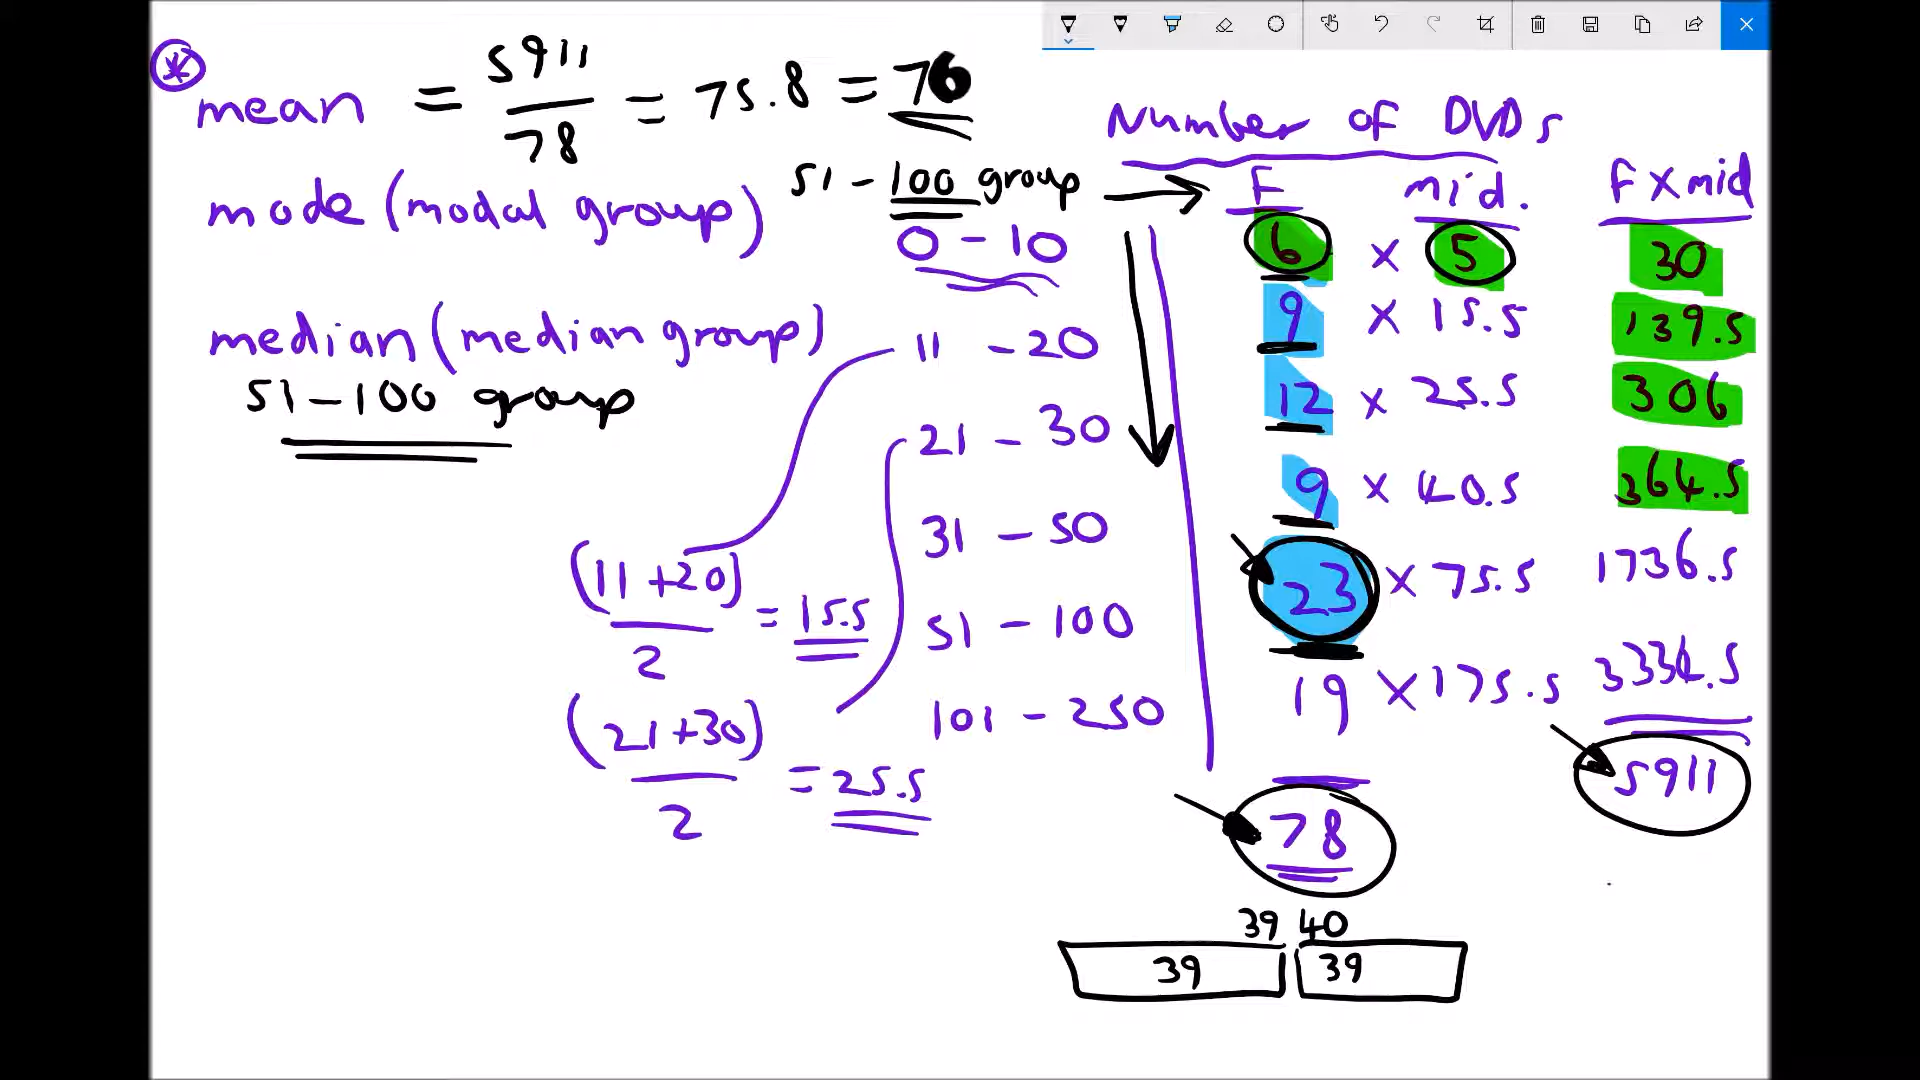 mean = 5911 / 78 = 75.8 = 76
mode (modal group) 51 - 100 group
median (median group)
51 - 100 group
(11 + 20) / 2 = 15.5
(21 + 30) / 2 = 25.5
Number of DVDs
F mid. F X mid
0 - 10 6 x 5 30
11 - 20 9 x 15.5 139.5
21 - 30 12 x 25.5 306
31 - 50 9 x 40.5 364.5
51 - 100 23 x 75.5 1736.5
101 - 250 19 x 175.5 3334.5
78 5911
39 40
39 39